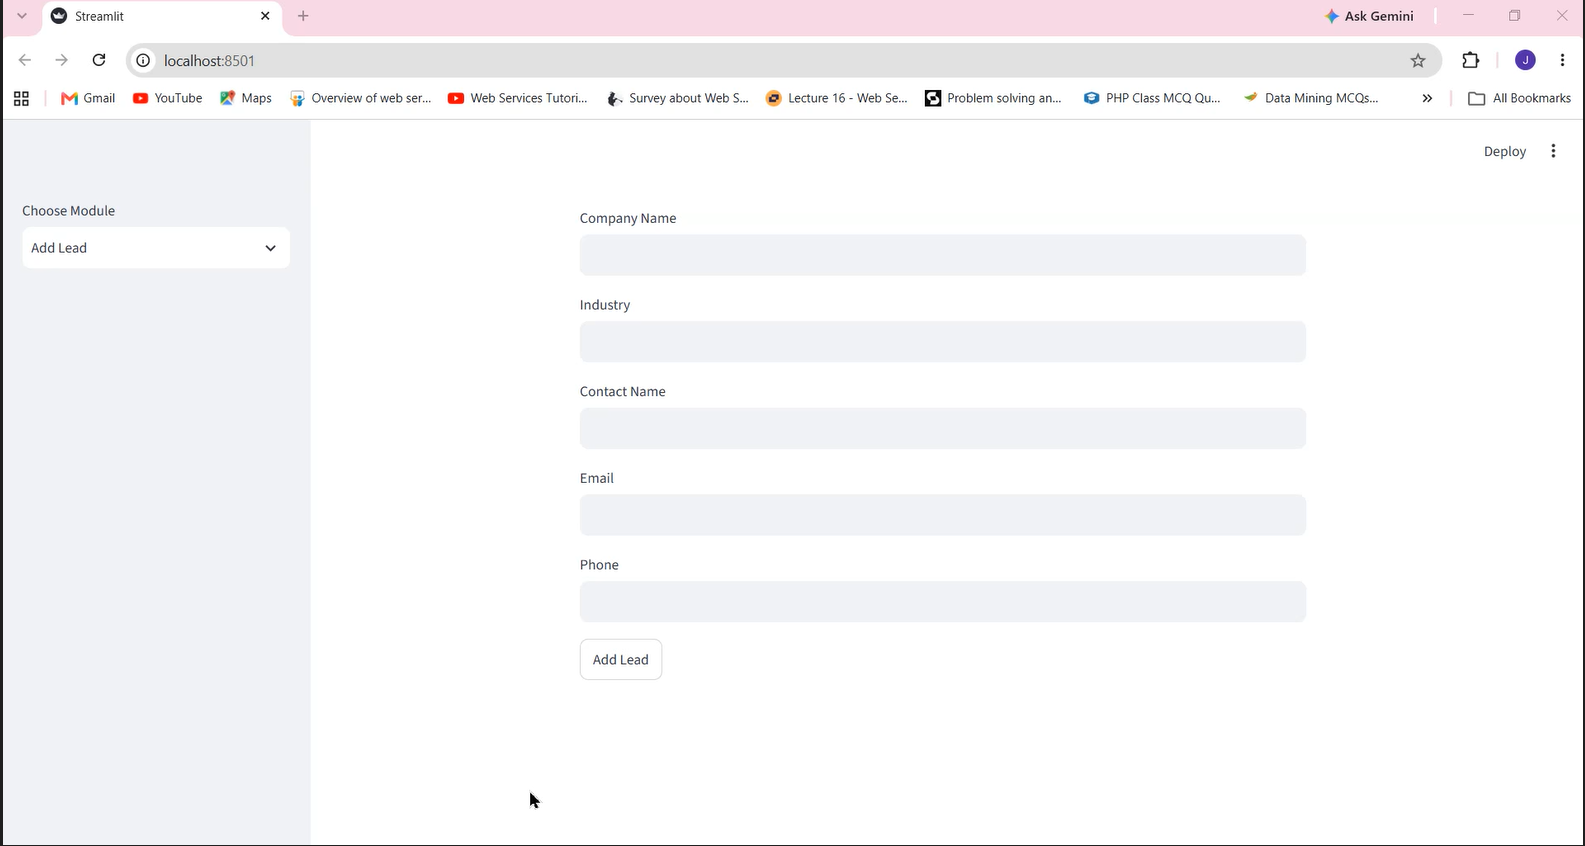 Streamlit
Ask Gemini
localhost:8501
J
Gmail YouTube Maps Overview of web ser... Web Services Tutori... Survey about Web S... Lecture 16 - Web Se... Problem solving an... PHP Class MCQ Qu... Data Mining MCQs... » All Bookmarks
Deploy
Choose Module
Add Lead
Company Name
Industry
Contact Name
Email
Phone
Add Lead